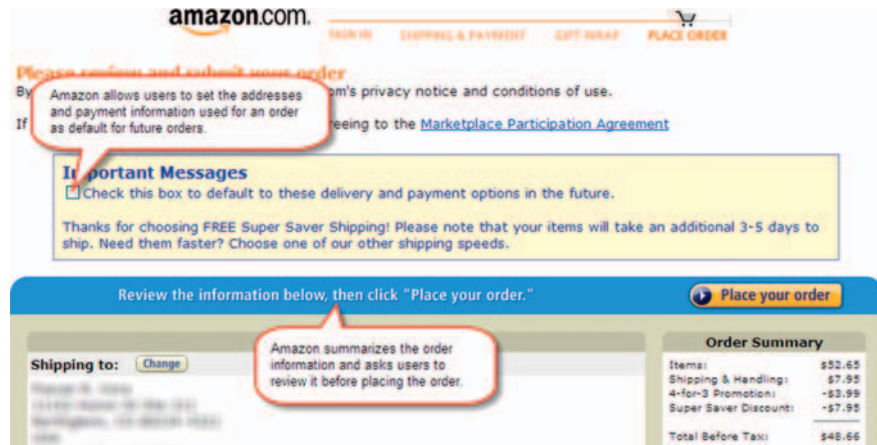 amazon.com.
SIGN IN SHIPPING & PAYMENT GIFT WRAP PLACE ORDER
Please review and submit your order
By om's privacy notice and conditions of use.
Amazon allows users to set the addresses
and payment information used for an order
as default for future orders.
If reeing to the Marketplace Participation Agreement
Important Messages
Check this box to default to these delivery and payment options in the future.
Thanks for choosing FREE Super Saver Shipping! Please note that your items will take an additional 3-5 days to
ship. Need them faster? Choose one of our other shipping speeds.
Review the information below, then click "Place your order."
Place your order
Amazon summarizes the order
information and asks users to
review it before placing the order.
Shipping to: Change
Order Summary
Items: $52.65
Shipping & Handling: $7.95
4-for-3 Promotion: -$3.99
Super Saver Discount: -$7.95
Total Before Tax: $48.66